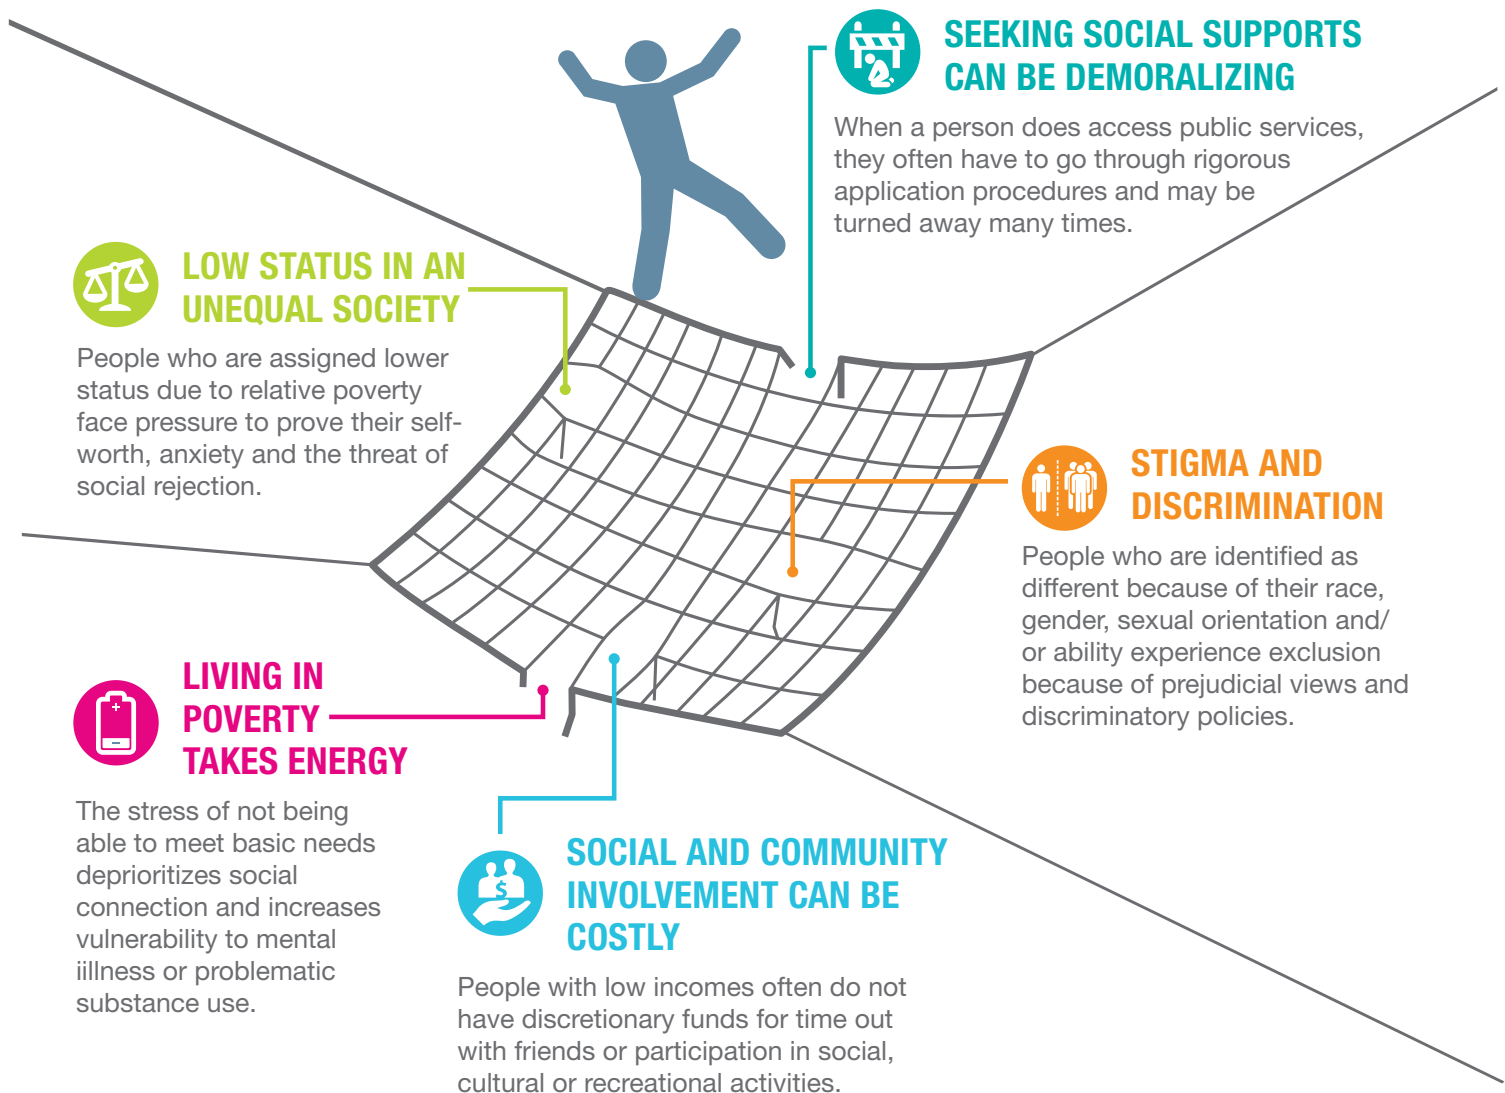 SEEKING SOCIAL SUPPORTS
CAN BE DEMORALIZING
When a person does access public services,
they often have to go through rigorous
application procedures and may be
turned away many times.
LOW STATUS IN AN
UNEQUAL SOCIETY
People who are assigned lower
status due to relative poverty
face pressure to prove their self-
worth, anxiety and the threat of
social rejection.
STIGMA AND
DISCRIMINATION
People who are identified as
different because of their race,
gender, sexual orientation and/
or ability experience exclusion
because of prejudicial views and
discriminatory policies.
LIVING IN
POVERTY
TAKES ENERGY
The stress of not being
able to meet basic needs
deprioritizes social
connection and increases
vulnerability to mental
iillness or problematic
substance use.
$
SOCIAL AND COMMUNITY
INVOLVEMENT CAN BE
COSTLY
People with low incomes often do not
have discretionary funds for time out
with friends or participation in social,
cultural or recreational activities.